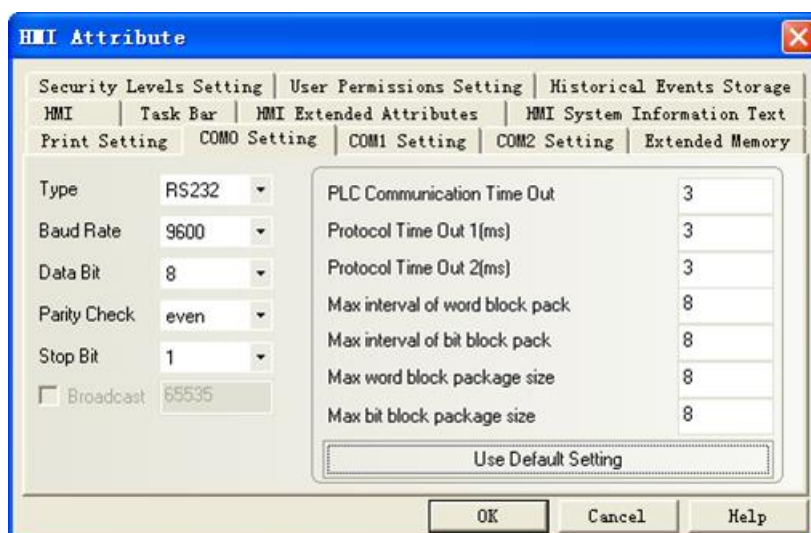 HMI Attribute
Security Levels Setting User Permissions Setting Historical Events Storage
HMI Task Bar HMI Extended Attributes HMI System Information Text
Print Setting COM0 Setting COM1 Setting COM2 Setting Extended Memory
Type RS232 PLC Communication Time Out 3
Baud Rate 9600 Protocol Time Out 1(ms) 3
Data Bit 8 Protocol Time Out 2(ms) 3
Parity Check even Max interval of word block pack 8
Stop Bit 1 Max interval of bit block pack 8
Broadcast 65535 Max word block package size 8
Max bit block package size 8
Use Default Setting
OK Cancel Help